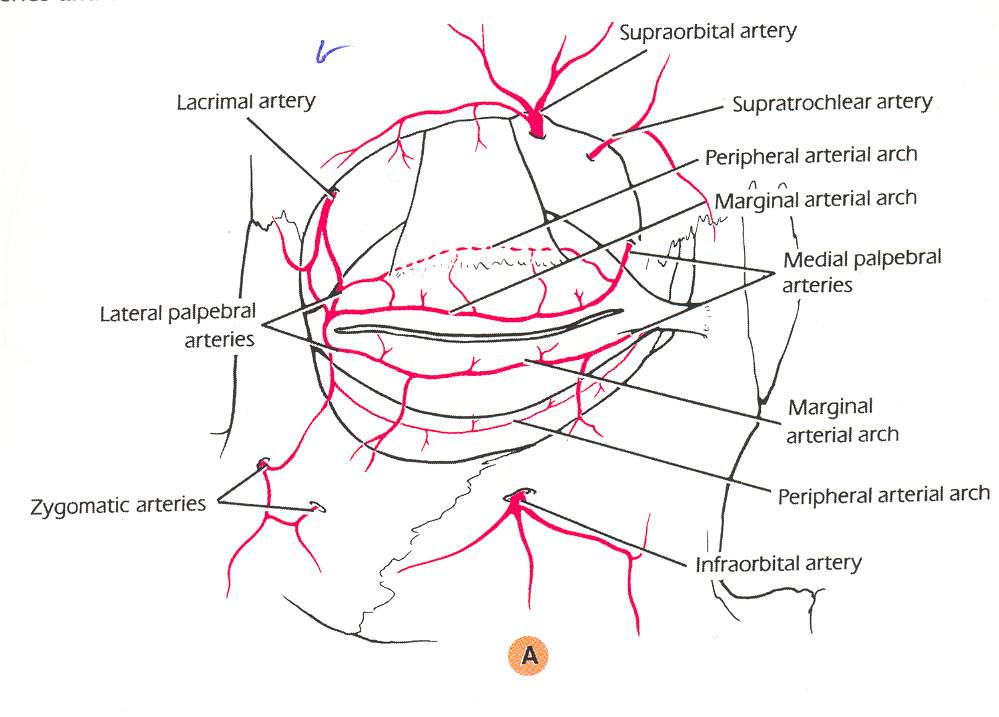 Supraorbital artery
Lacrimal artery
Supratrochlear artery
Peripheral arterial arch
Marginal arterial arch
Medial palpebral
arteries
Lateral palpebral
arteries
Marginal
arterial arch
Zygomatic arteries
Peripheral arterial arch
Infraorbital artery
A